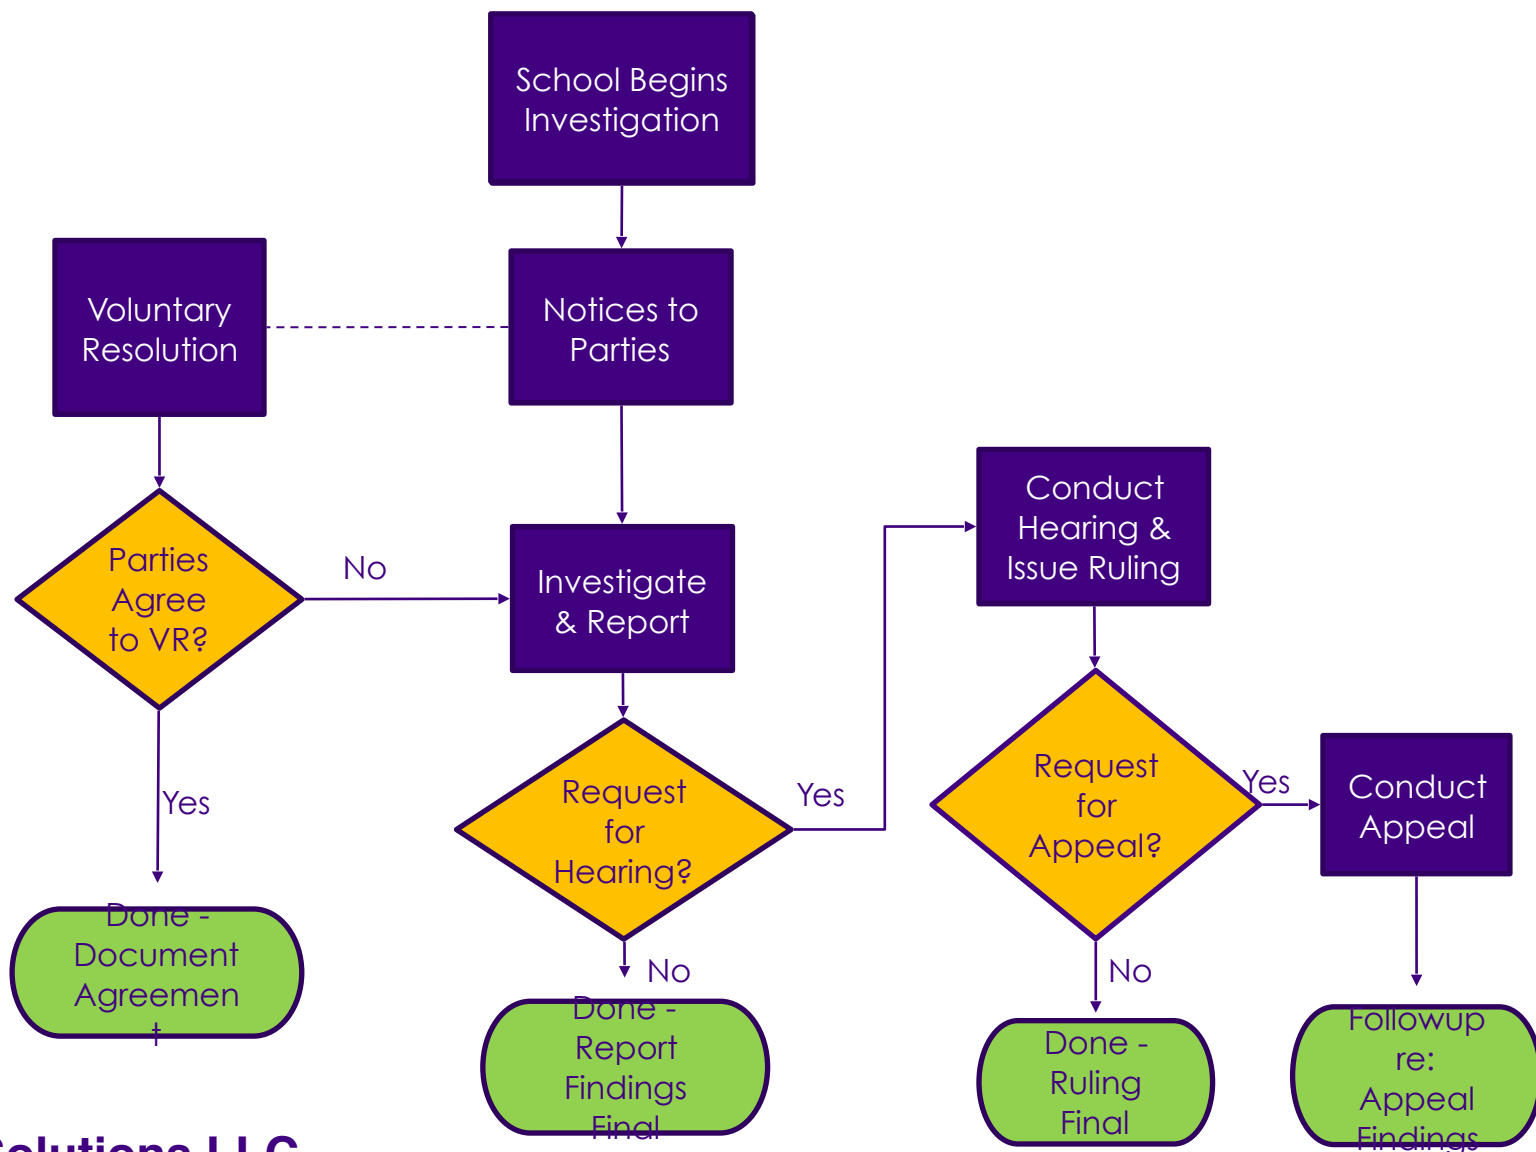 School Begins
Investigation
Voluntary
Resolution
Notices to
Parties
Conduct
Hearing &
Issue Ruling
Parties
Agree
to VR?
No
Investigate
& Report
Request
for
Hearing?
Yes
Request
for
Appeal?
Yes
Conduct
Appeal
Yes
Done -
Document
Agreemen
t
No
Done -
Report
Findings
Final
No
Done -
Ruling
Final
Followup
re:
Appeal
Findings
Solutions LLC